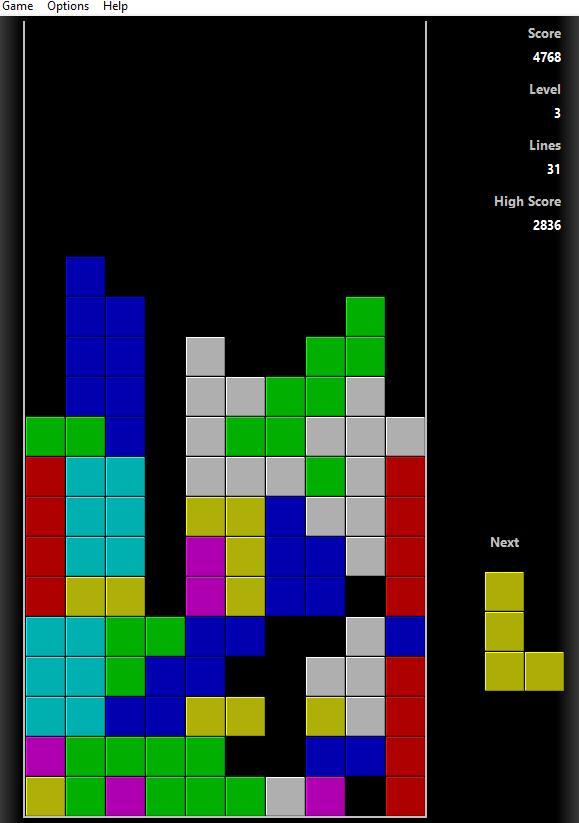 Game Options Help
Score
4768
Level
3
Lines
31
High Score
2836
Next